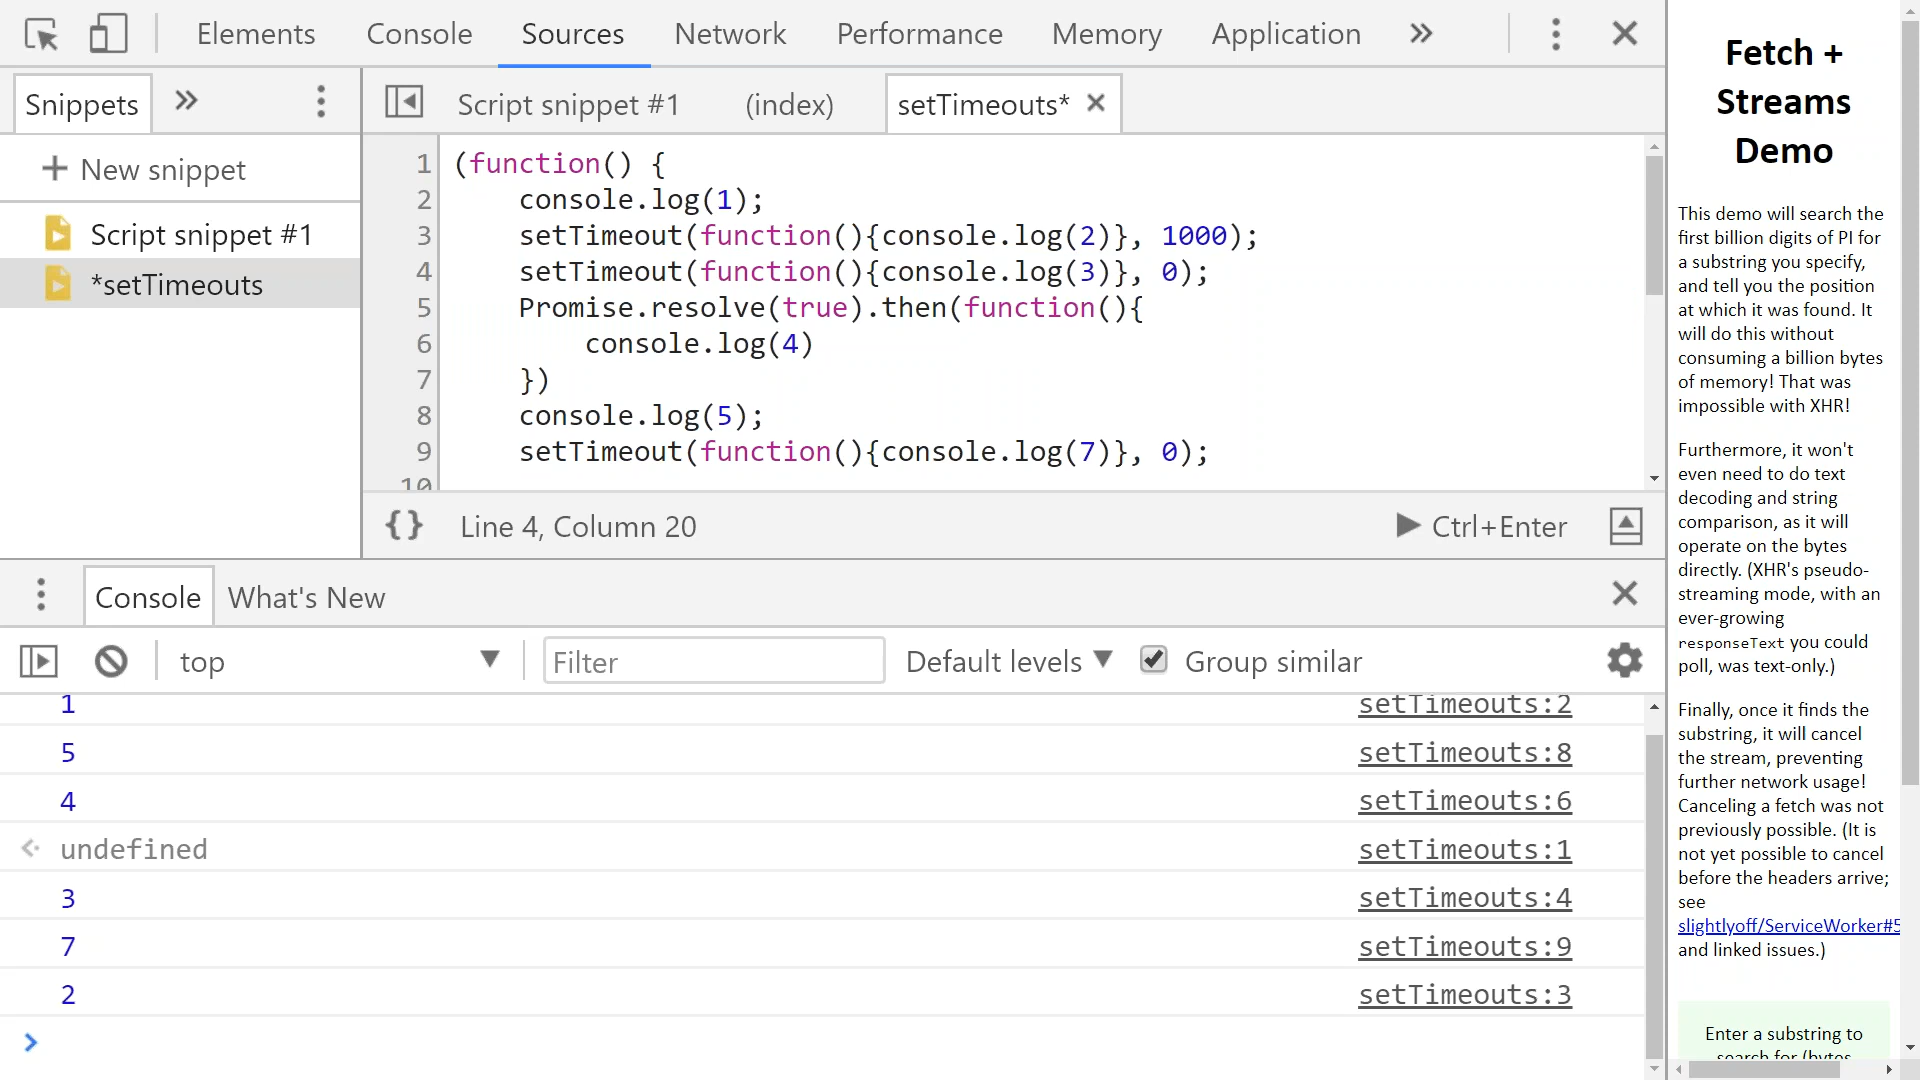 Elements Console Sources Network Performance Memory Application »
Snippets »
Script snippet #1 (index) setTimeouts* ×
+ New snippet
Script snippet #1
*setTimeouts
1 (function() {
2     console.log(1);
3     setTimeout(function(){console.log(2)}, 1000);
4     setTimeout(function(){console.log(3)}, 0);
5     Promise.resolve(true).then(function(){
6         console.log(4)
7     })
8     console.log(5);
9     setTimeout(function(){console.log(7)}, 0);
10
{} Line 4, Column 20 Ctrl+Enter
Console What's New
top Filter Default levels Group similar
1 setTimeouts:2
5 setTimeouts:8
4 setTimeouts:6
undefined setTimeouts:1
3 setTimeouts:4
7 setTimeouts:9
2 setTimeouts:3
Fetch +
Streams
Demo
This demo will search the
first billion digits of PI for
a substring you specify,
and tell you the position
at which it was found. It
will do this without
consuming a billion bytes
of memory! That was
impossible with XHR!
Furthermore, it won't
even need to do text
decoding and string
comparison, as it will
operate on the bytes
directly. (XHR's pseudo-
streaming mode, with an
ever-growing
responseText you could
poll, was text-only.)
Finally, once it finds the
substring, it will cancel
the stream, preventing
further network usage!
Canceling a fetch was not
previously possible. (It is
not yet possible to cancel
before the headers arrive;
see
slightlyoff/ServiceWorker#5
and linked issues.)
Enter a substring to
search for (bytes